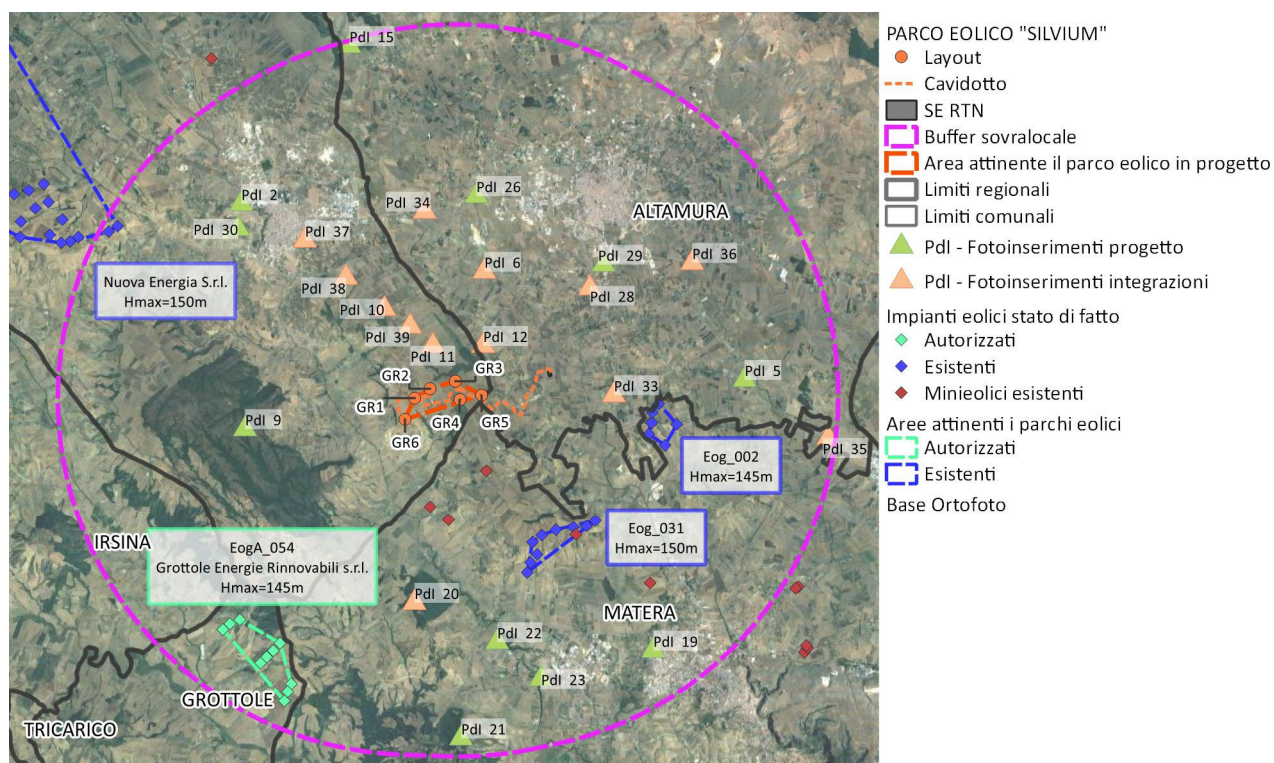 PdI 15
PdI 2
PdI 26
PdI 34
ALTAMURA
PdI 30
PdI 37
PdI 6
PdI 29
PdI 36
Nuova Energia S.r.l.
Hmax=150m
PdI 38
PdI 28
PdI 10
PdI 39
PdI 12
PdI 11
GR3
GR2
PdI 5
PdI 33
GR1
PdI 9
GR4
GR5
GR6
PdI 35
Eog_002
Hmax=145m
Eog_031
Hmax=150m
IRSINA
EogA_054
Grottole Energie Rinnovabili s.r.l.
Hmax=145m
PdI 20
MATERA
PdI 22
PdI 19
PdI 23
GROTTOLE
TRICARICO
PdI 21
PARCO EOLICO "SILVIUM"
Layout
Cavidotto
SE RTN
Buffer sovralocale
Area attinente il parco eolico in progetto
Limiti regionali
Limiti comunali
PdI - Fotoinserimenti progetto
PdI - Fotoinserimenti integrazioni
Impianti eolici stato di fatto
Autorizzati
Esistenti
Minieolici esistenti
Aree attinenti i parchi eolici
Autorizzati
Esistenti
Base Ortofoto